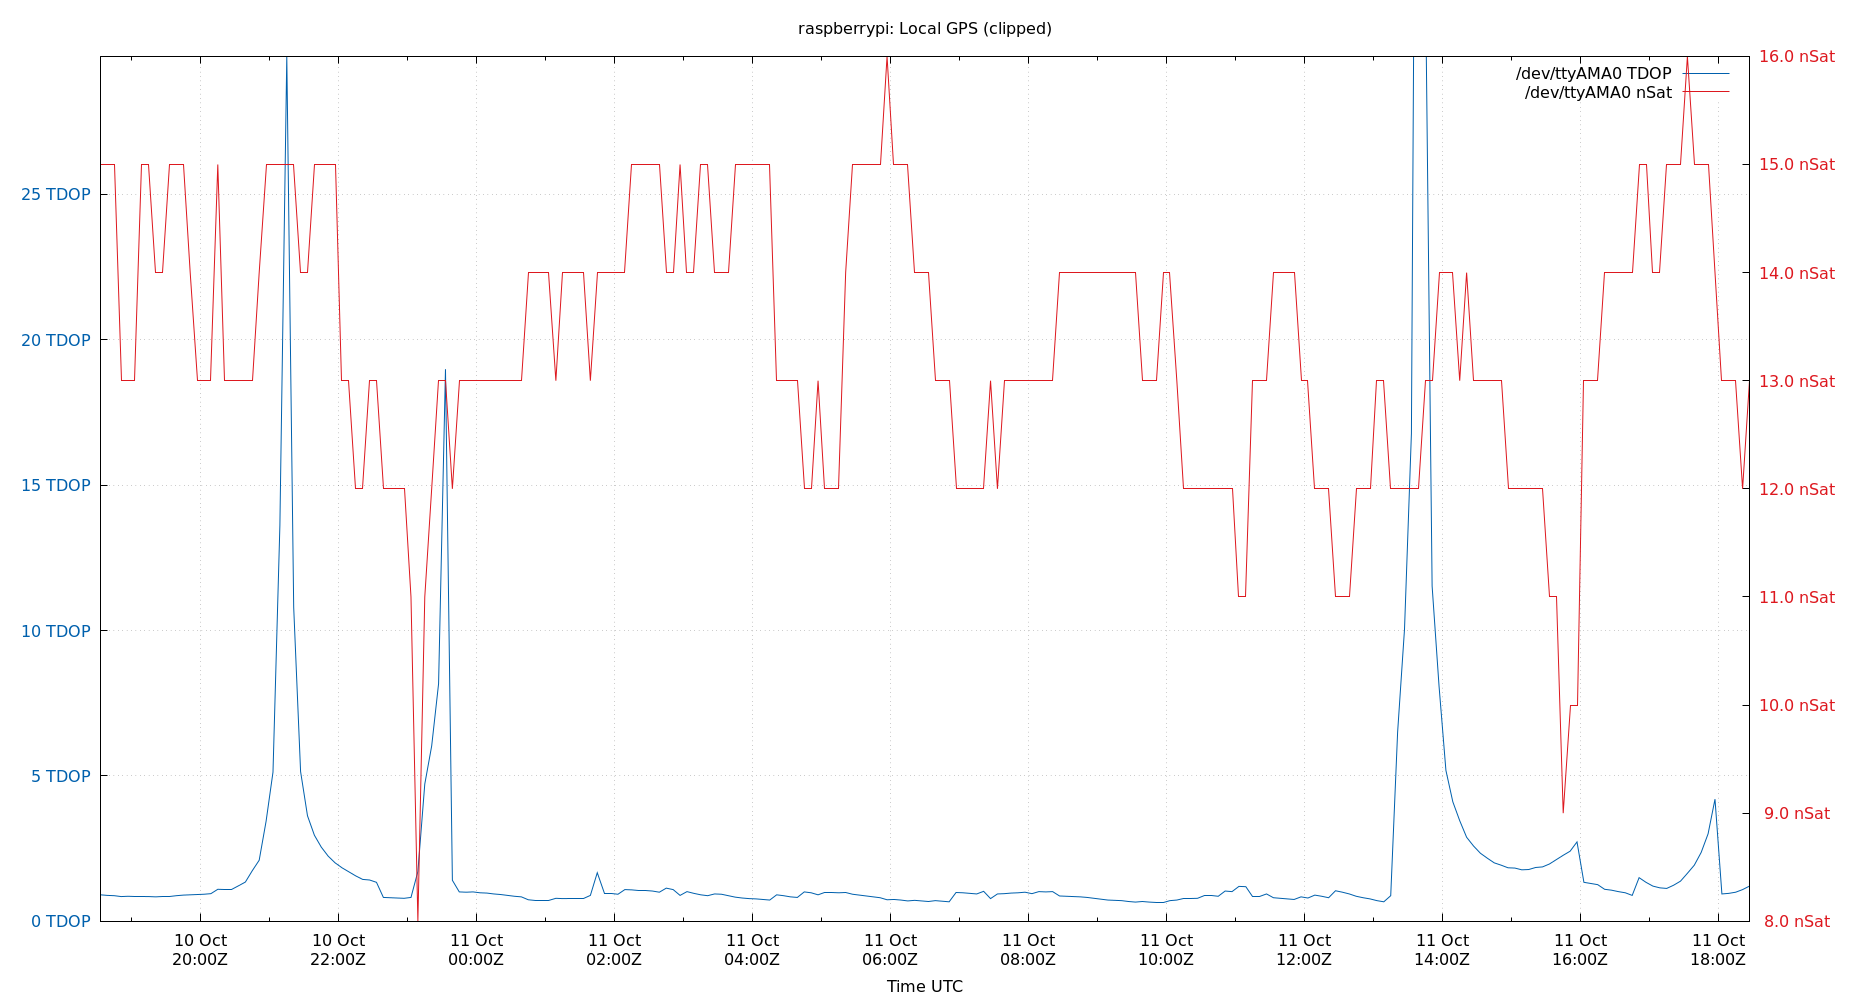 raspberrypi: Local GPS (clipped)
/dev/ttyAMA0 TDOP
/dev/ttyAMA0 nSat
25 TDOP
20 TDOP
15 TDOP
10 TDOP
5 TDOP
0 TDOP
16.0 nSat
15.0 nSat
14.0 nSat
13.0 nSat
12.0 nSat
11.0 nSat
10.0 nSat
9.0 nSat
8.0 nSat
10 Oct 10 Oct 11 Oct 11 Oct 11 Oct 11 Oct 11 Oct 11 Oct 11 Oct 11 Oct 11 Oct 11 Oct
20:00Z 22:00Z 00:00Z 02:00Z 04:00Z 06:00Z 08:00Z 10:00Z 12:00Z 14:00Z 16:00Z 18:00Z
Time UTC